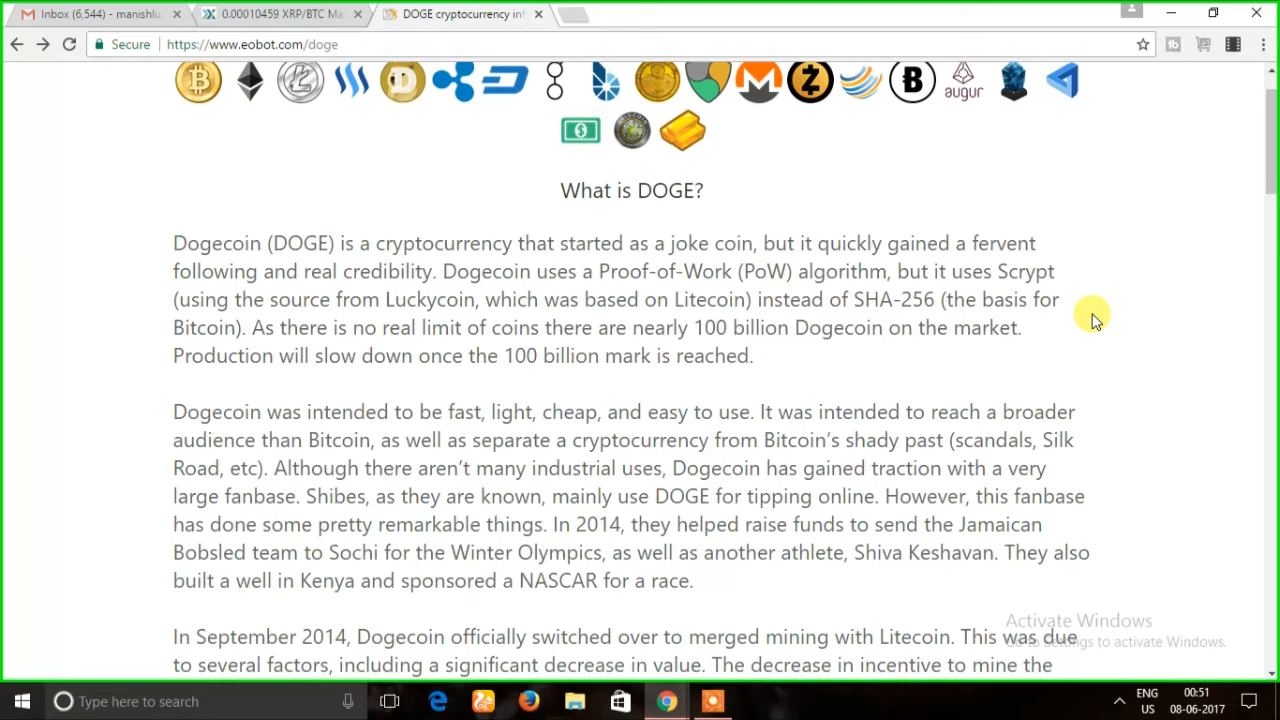 Inbox (6,544) - manishlu
0.00010459 XRP/BTC Ma
DOGE cryptocurrency inf
Secure
https://www.eobot.com/doge
augur
What is DOGE?
Dogecoin (DOGE) is a cryptocurrency that started as a joke coin, but it quickly gained a fervent
following and real credibility. Dogecoin uses a Proof-of-Work (PoW) algorithm, but it uses Scrypt
(using the source from Luckycoin, which was based on Litecoin) instead of SHA-256 (the basis for
Bitcoin). As there is no real limit of coins there are nearly 100 billion Dogecoin on the market.
Production will slow down once the 100 billion mark is reached.
Dogecoin was intended to be fast, light, cheap, and easy to use. It was intended to reach a broader
audience than Bitcoin, as well as separate a cryptocurrency from Bitcoin’s shady past (scandals, Silk
Road, etc). Although there aren’t many industrial uses, Dogecoin has gained traction with a very
large fanbase. Shibes, as they are known, mainly use DOGE for tipping online. However, this fanbase
has done some pretty remarkable things. In 2014, they helped raise funds to send the Jamaican
Bobsled team to Sochi for the Winter Olympics, as well as another athlete, Shiva Keshavan. They also
built a well in Kenya and sponsored a NASCAR for a race.
Activate Windows
Go to Settings to activate Windows.
In September 2014, Dogecoin officially switched over to merged mining with Litecoin. This was due
to several factors, including a significant decrease in value. The decrease in incentive to mine the
Type here to search
ENG
US
00:51
08-06-2017